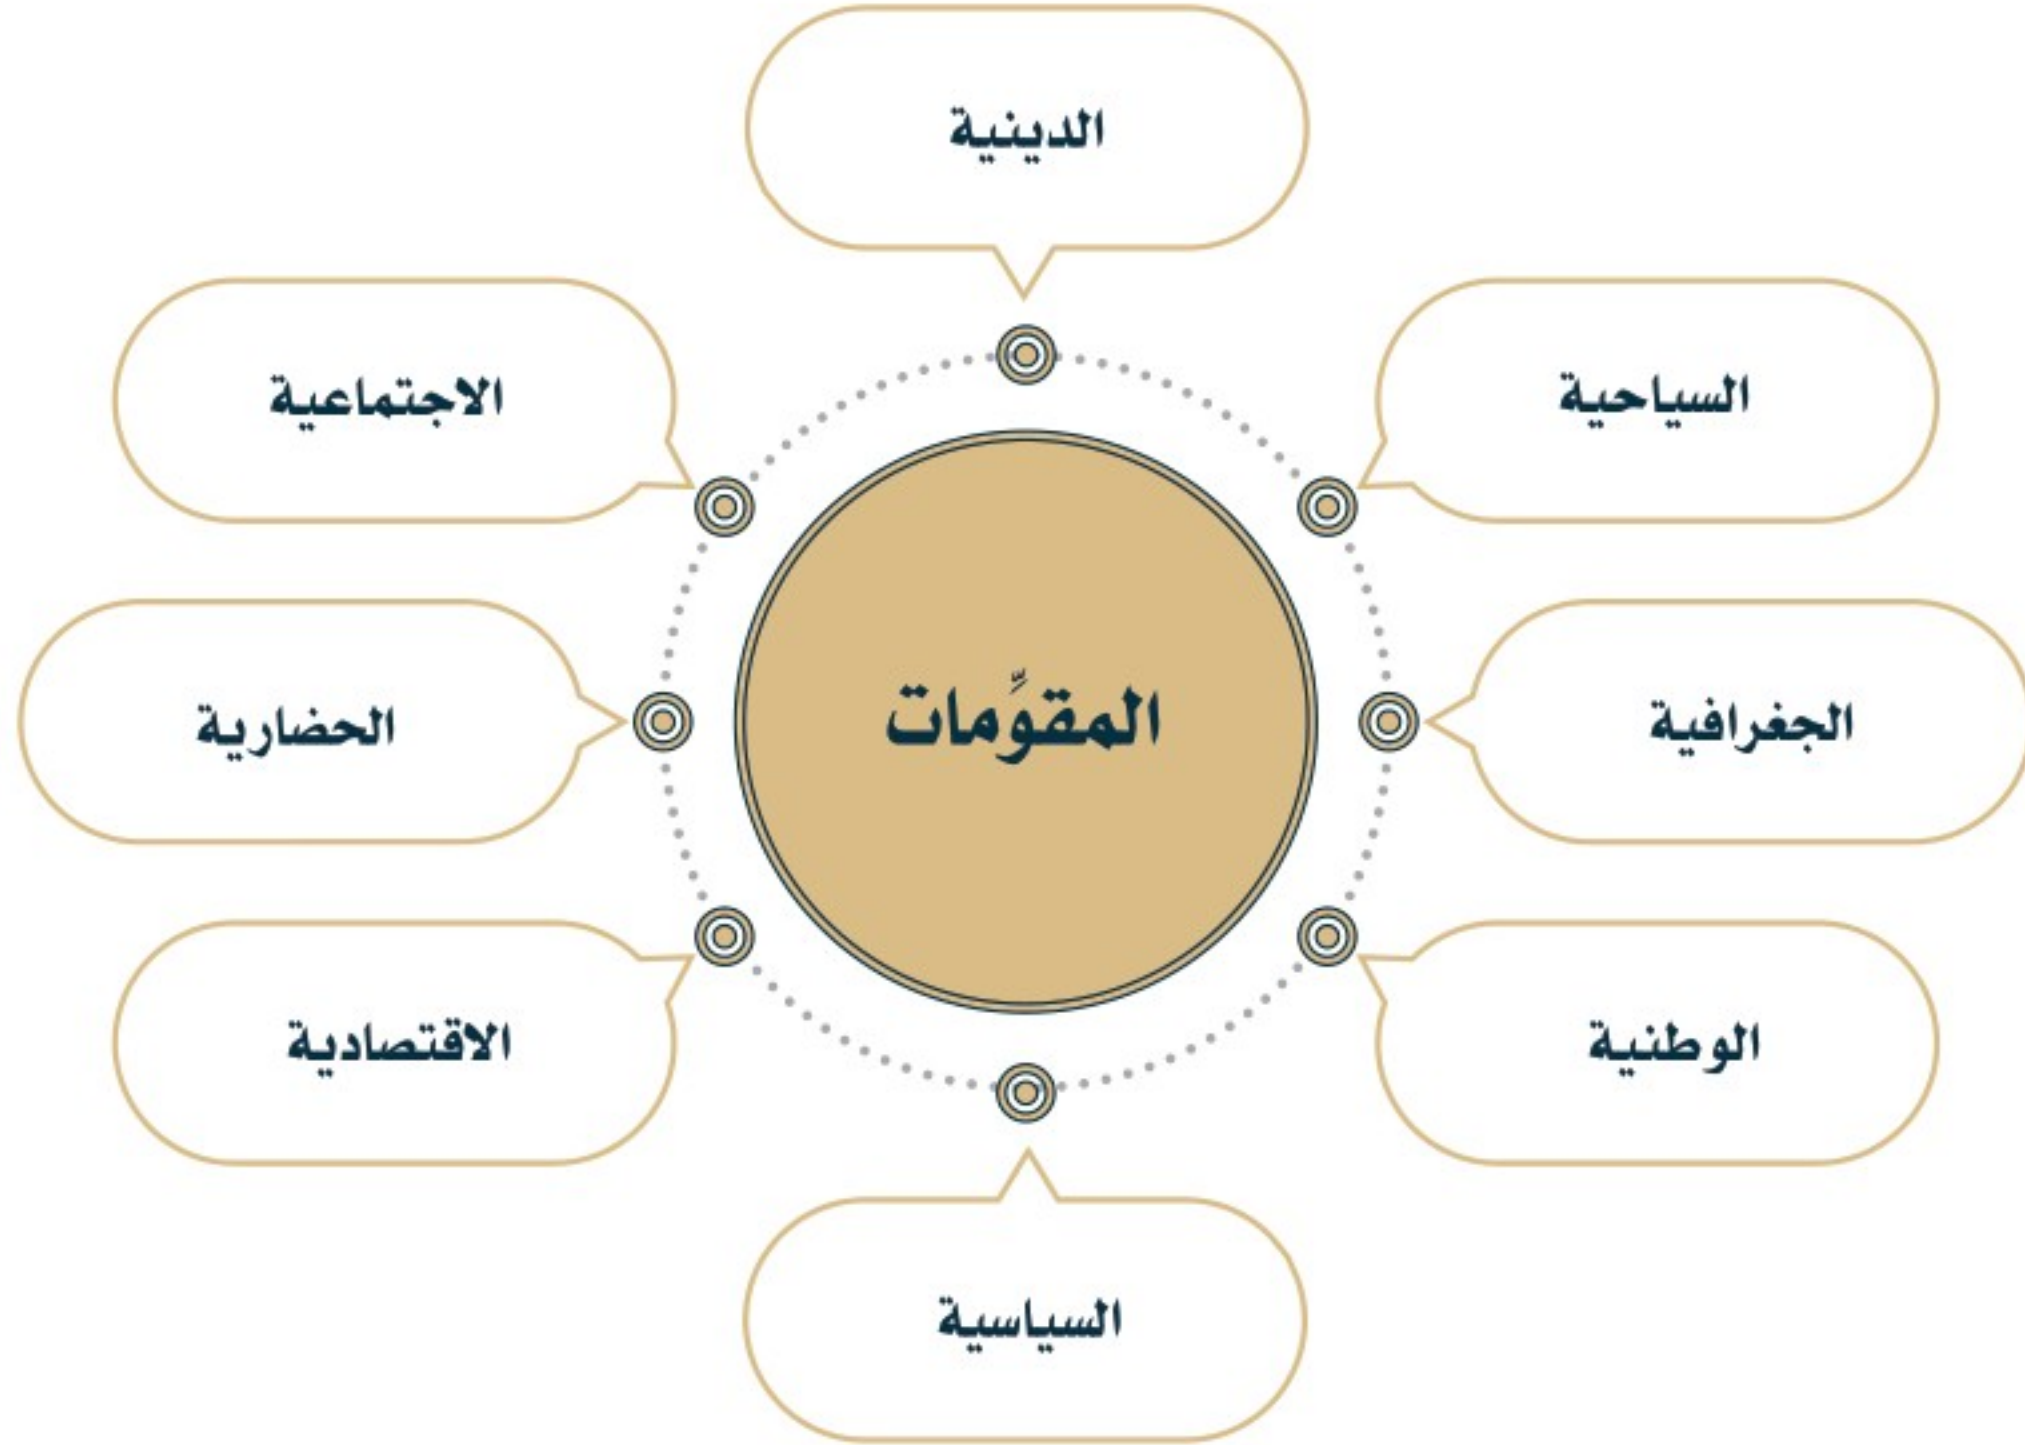 الدينية
السياحية
الاجتماعية
المقوِّمات
الجغرافية
الحضارية
الوطنية
الاقتصادية
السياسية